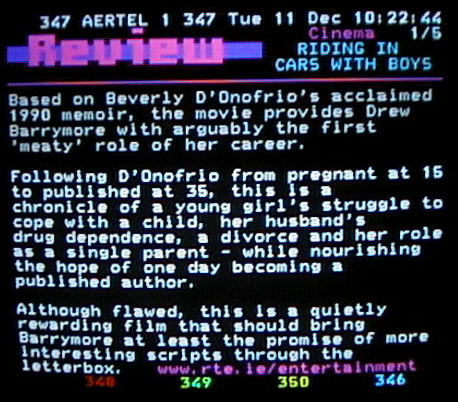 347 AERTEL 1 347 Tue 11 Dec 10:22:44
Review
Cinema 1/5
RIDING IN
CARS WITH BOYS
Based on Beverly D'Onofrio's acclaimed
1990 memoir, the movie provides Drew
Barrymore with arguably the first
'meaty' role of her career.
Following D'Onofrio from pregnant at 15
to published at 35, this is a
chronicle of a young girl's struggle to
cope with a child, her husband's
drug dependence, a divorce and her role
as a single parent - while nourishing
the hope of one day becoming a
published author.
Although flawed, this is a quietly
rewarding film that should bring
Barrymore at least the promise of more
interesting scripts through the
letterbox. www.rte.ie/entertainment
348 349 350 346